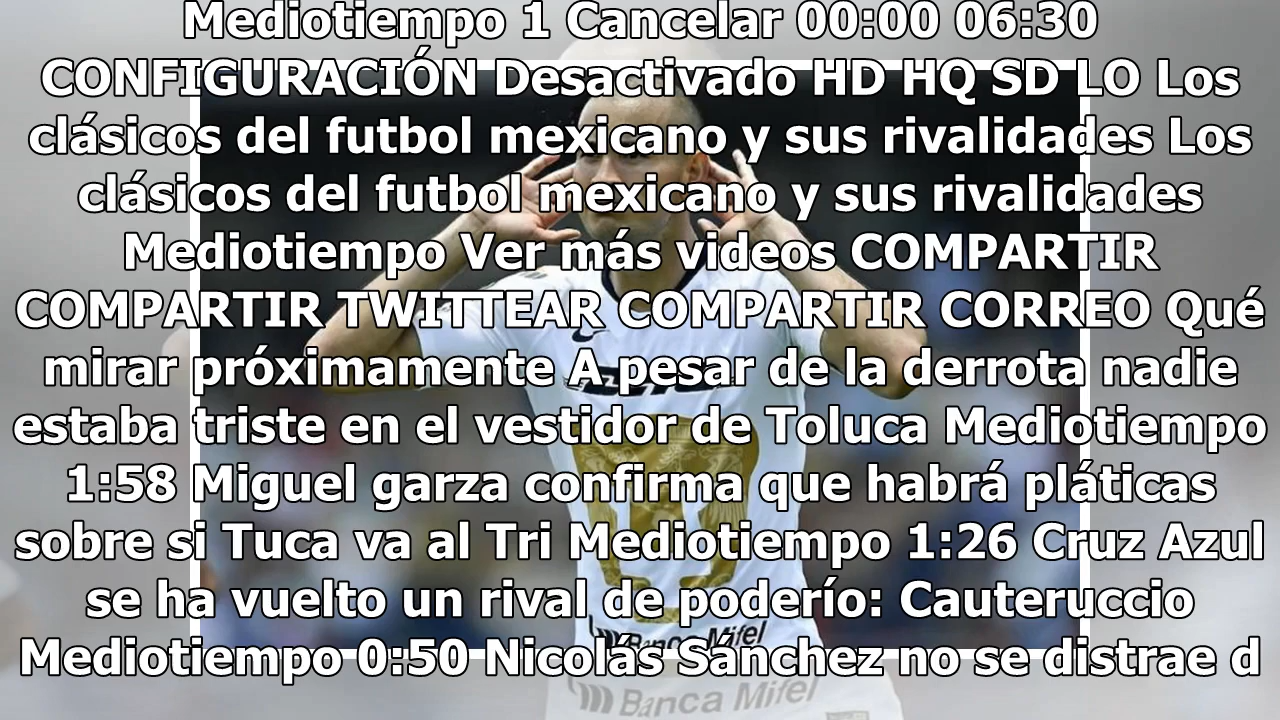 Mediotiempo 1 Cancelar 00:00 06:30
CONFIGURACIÓN Desactivado HD HQ SD LO Los
clásicos del futbol mexicano y sus rivalidades Los
clásicos del futbol mexicano y sus rivalidades
Mediotiempo Ver más videos COMPARTIR
COMPARTIR TWITTEAR COMPARTIR CORREO Qué
mirar próximamente A pesar de la derrota nadie
estaba triste en el vestidor de Toluca Mediotiempo
1:58 Miguel garza confirma que habrá pláticas
sobre si Tuca va al Tri Mediotiempo 1:26 Cruz Azul
se ha vuelto un rival de poderío: Cauteruccio
Mediotiempo 0:50 Nicolás Sánchez no se distrae d
Banca Mifel
Banca Mifel